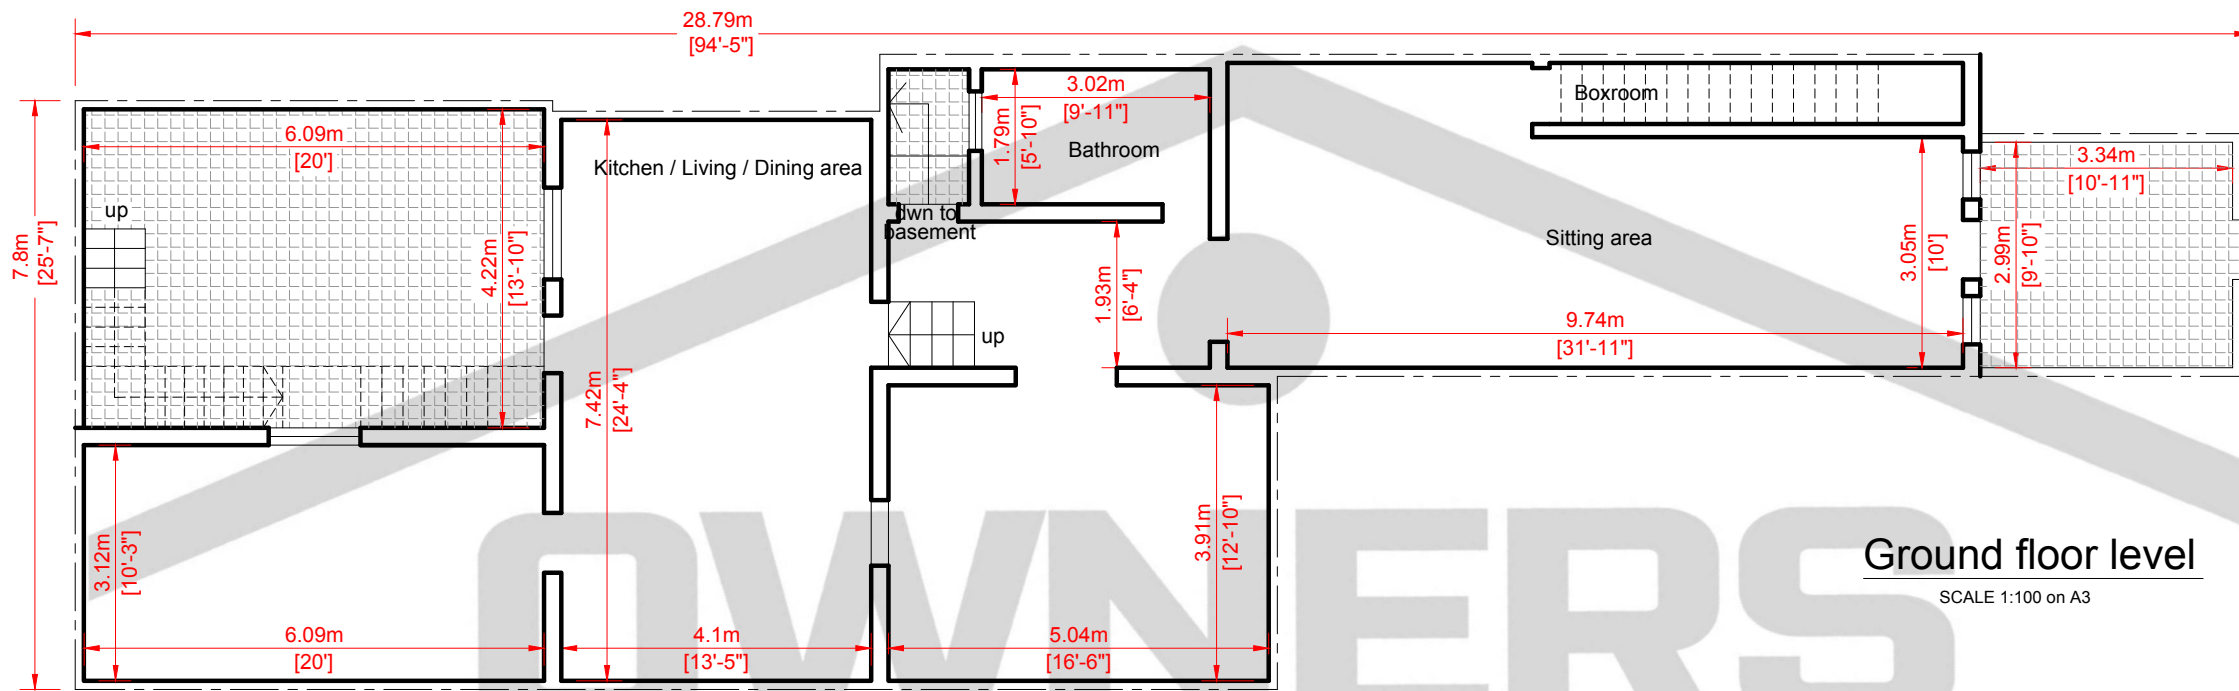 28.79m
[94'-5"]
7.8m
[25'-7"]
6.09m
[20']
up
4.22m
[13'-10"]
Kitchen / Living / Dining area
7.42m
[24'-4"]
3.02m
[9'-11"]
1.79m
[5'-10"]
Bathroom
dwn to
basement
up
1.93m
[6'-4"]
Boxroom
Sitting area
9.74m
[31'-11"]
3.05m
[10']
2.99m
[9'-10"]
3.34m
[10'-11"]
3.12m
[10'-3"]
6.09m
[20']
4.1m
[13'-5"]
5.04m
[16'-6"]
3.91m
[12'-10"]
OWNERS
Ground floor level
SCALE 1:100 on A3